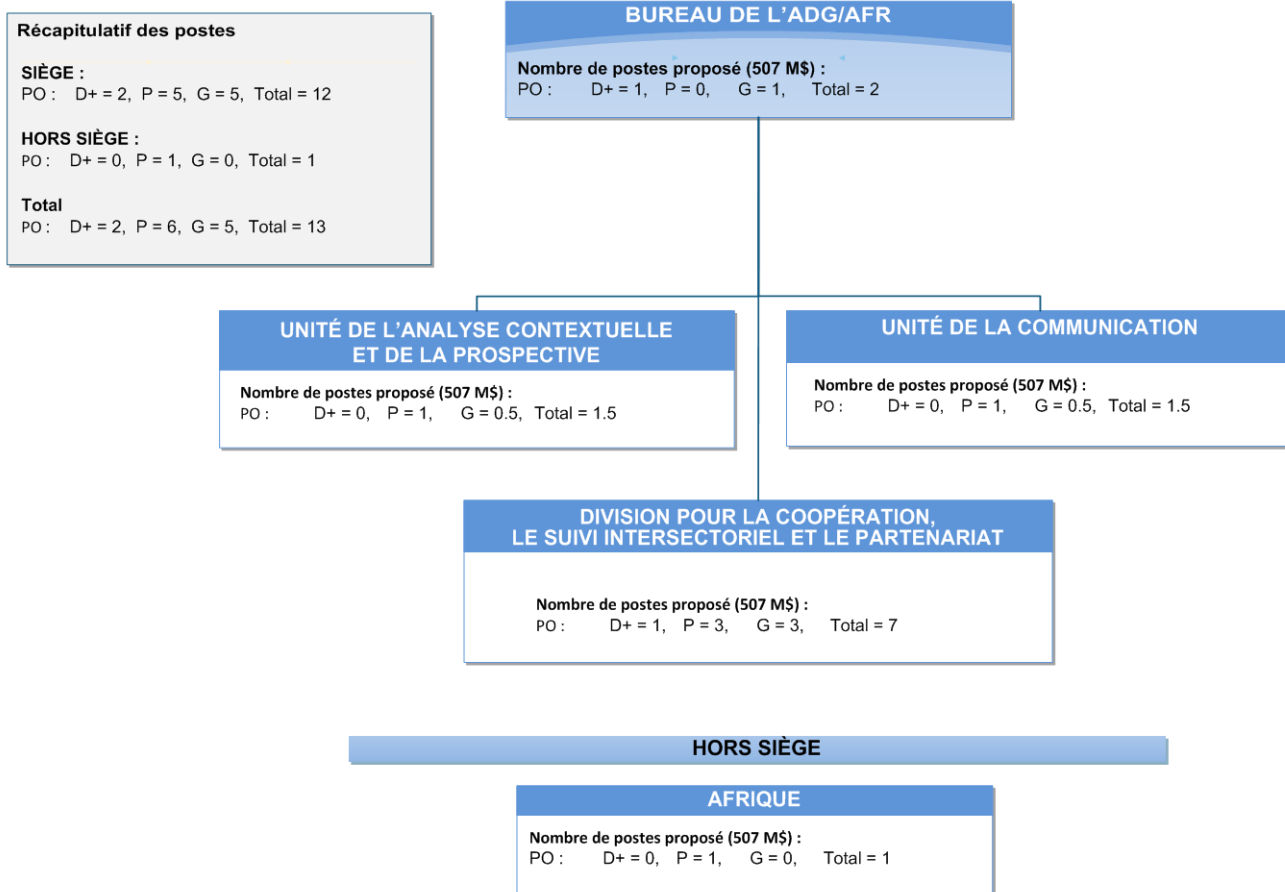 Récapitulatif des postes
SIÈGE :
PO : D+ = 2, P = 5, G = 5, Total = 12
HORS SIÈGE :
PO : D+ = 0, P = 1, G = 0, Total = 1
Total
PO : D+ = 2, P = 6, G = 5, Total = 13
BUREAU DE L’ADG/AFR
Nombre de postes proposé (507 M$) :
PO : D+ = 1, P = 0, G = 1, Total = 2
UNITÉ DE L’ANALYSE CONTEXTUELLE
ET DE LA PROSPECTIVE
Nombre de postes proposé (507 M$) :
PO : D+ = 0, P = 1, G = 0.5, Total = 1.5
UNITÉ DE LA COMMUNICATION
Nombre de postes proposé (507 M$) :
PO : D+ = 0, P = 1, G = 0.5, Total = 1.5
DIVISION POUR LA COOPÉRATION,
LE SUIVI INTERSECTORIEL ET LE PARTENARIAT
Nombre de postes proposé (507 M$) :
PO : D+ = 1, P = 3, G = 3, Total = 7
HORS SIÈGE
AFRIQUE
Nombre de postes proposé (507 M$) :
PO : D+ = 0, P = 1, G = 0, Total = 1